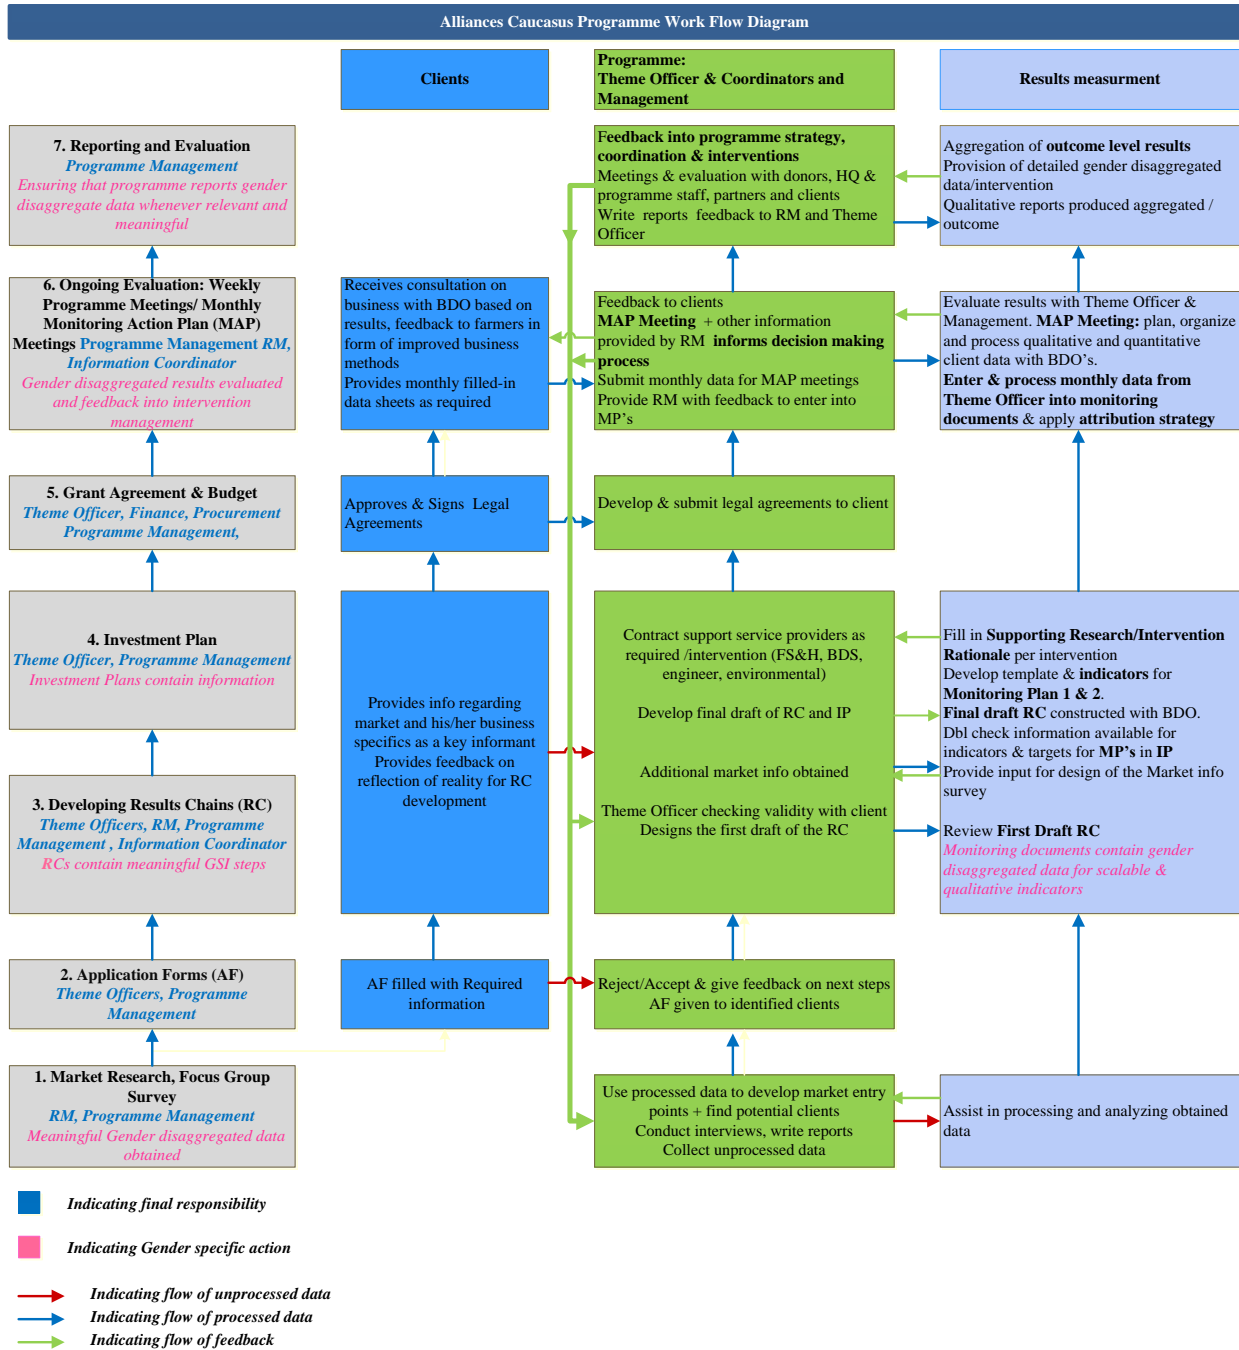 Alliances Caucasus Programme Work Flow Diagram
Clients
Programme:
Theme Officer & Coordinators and
Management
Results measurment
7. Reporting and Evaluation
Programme Management
Ensuring that programme reports gender
disaggregate data whenever relevant and
meaningful
Feedback into programme strategy,
coordination & interventions
Meetings & evaluation with donors, HQ &
programme staff, partners and clients
Write reports feedback to RM and Theme
Officer
Aggregation of outcome level results
Provision of detailed gender disaggregated
data/intervention
Qualitative reports produced aggregated /
outcome
6. Ongoing Evaluation: Weekly
Programme Meetings/ Monthly
Monitoring Action Plan (MAP)
Meetings Programme Management RM,
Information Coordinator
Gender disaggregated results evaluated
and feedback into intervention
management
Receives consultation on
business with BDO based on
results, feedback to farmers in
form of improved business
methods
Provides monthly filled-in
data sheets as required
Feedback to clients
MAP Meeting + other information
provided by RM informs decision making
process
Submit monthly data for MAP meetings
Provide RM with feedback to enter into
MP's
Evaluate results with Theme Officer &
Management. MAP Meeting: plan, organize
and process qualitative and quantitative
client data with BDO's.
Enter & process monthly data from
Theme Officer into monitoring
documents & apply attribution strategy
5. Grant Agreement & Budget
Theme Officer, Finance, Procurement
Programme Management,
Approves & Signs Legal
Agreements
Develop & submit legal agreements to client
4. Investment Plan
Theme Officer, Programme Management
Investment Plans contain information
3. Developing Results Chains (RC)
Theme Officers, RM, Programme
Management , Information Coordinator
RCs contain meaningful GSI steps
Provides info regarding
market and his/her business
specifics as a key informant
Provides feedback on
reflection of reality for RC
development
Contract support service providers as
required /intervention (FS&H, BDS,
engineer, environmental)
Develop final draft of RC and IP
Additional market info obtained
Theme Officer checking validity with client
Designs the first draft of the RC
Fill in Supporting Research/Intervention
Rationale per intervention
Develop template & indicators for
Monitoring Plan 1 & 2.
Final draft RC constructed with BDO.
Dbl check information available for
indicators & targets for MP's in IP
Provide input for design of the Market info
survey
Review First Draft RC
Monitoring documents contain gender
disaggregated data for scalable &
qualitative indicators
2. Application Forms (AF)
Theme Officers, Programme
Management
AF filled with Required
information
Reject/Accept & give feedback on next steps
AF given to identified clients
1. Market Research, Focus Group
Survey
RM, Programme Management
Meaningful Gender disaggregated data
obtained
Use processed data to develop market entry
points + find potential clients
Conduct interviews, write reports
Collect unprocessed data
Assist in processing and analyzing obtained
data
Indicating final responsibility
Indicating Gender specific action
Indicating flow of unprocessed data
Indicating flow of processed data
Indicating flow of feedback